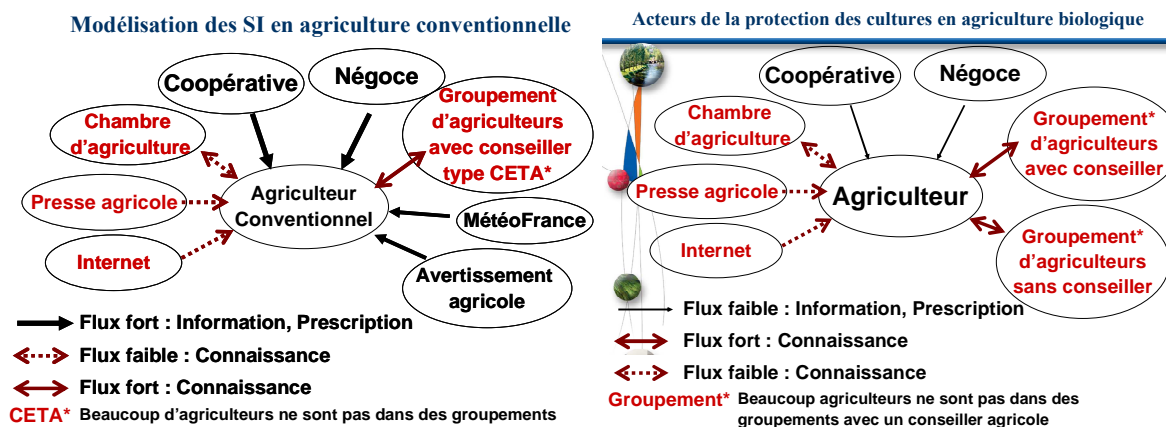 Modélisation des SI en agriculture conventionnelle
Coopérative
Négoce
Chambre
d'agriculture
Groupement
d'agriculteurs
avec conseiller
type CETA*
Presse agricole
Agriculteur
Conventionnel
MétéoFrance
Internet
Avertissement
agricole
Flux fort : Information, Prescription
Flux faible : Connaissance
Flux fort : Connaissance
CETA* Beaucoup d'agriculteurs ne sont pas dans des groupements
Acteurs de la protection des cultures en agriculture biologique
Coopérative
Négoce
Chambre
d'agriculture
Groupement*
d'agriculteurs
avec conseiller
Presse agricole
Agriculteur
Internet
Groupement*
d'agriculteurs
sans conseiller
Flux faible : Information, Prescription
Flux fort : Connaissance
Flux faible : Connaissance
Groupement* Beaucoup agriculteurs ne sont pas dans des
groupements avec un conseiller agricole